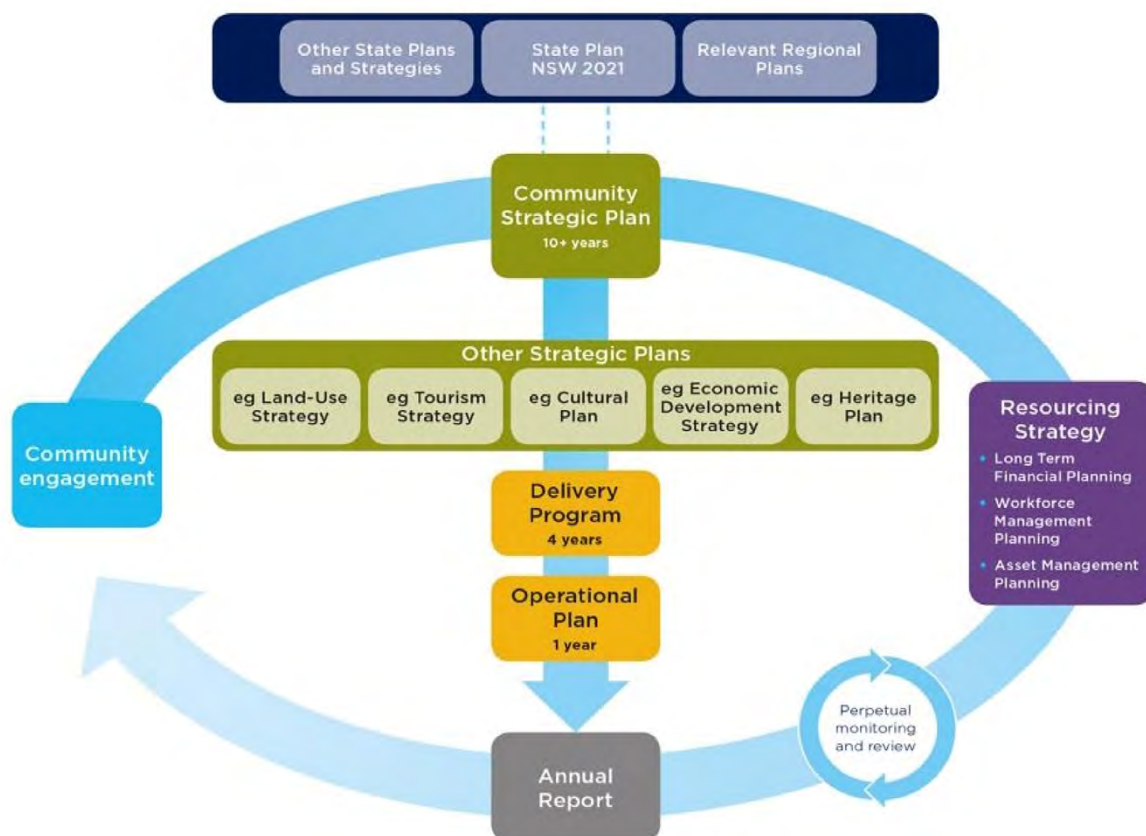 Other State Plans
and Strategies
State Plan
NSW 2021
Relevant Regional
Plans
Community
Strategic Plan
10+ years
Other Strategic Plans
eg Land-Use
Strategy
eg Tourism
Strategy
eg Cultural
Plan
eg Economic
Development
Strategy
eg Heritage
Plan
Community
engagement
Resourcing
Strategy
• Long Term
Financial Planning
• Workforce
Management
Planning
• Asset Management
Planning
Delivery
Program
4 years
Operational
Plan
1 year
Perpetual
monitoring
and review
Annual
Report